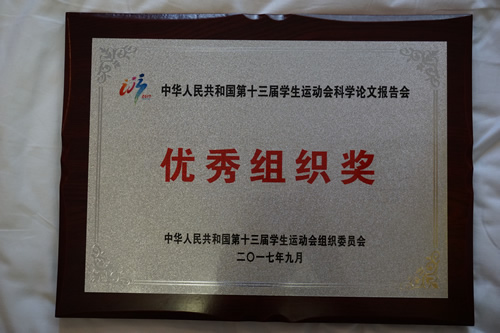 中华人民共和国第十三届学生运动会科学论文报告会
优秀组织奖
中华人民共和国第十三届学生运动会组织委员会
二〇一七年九月